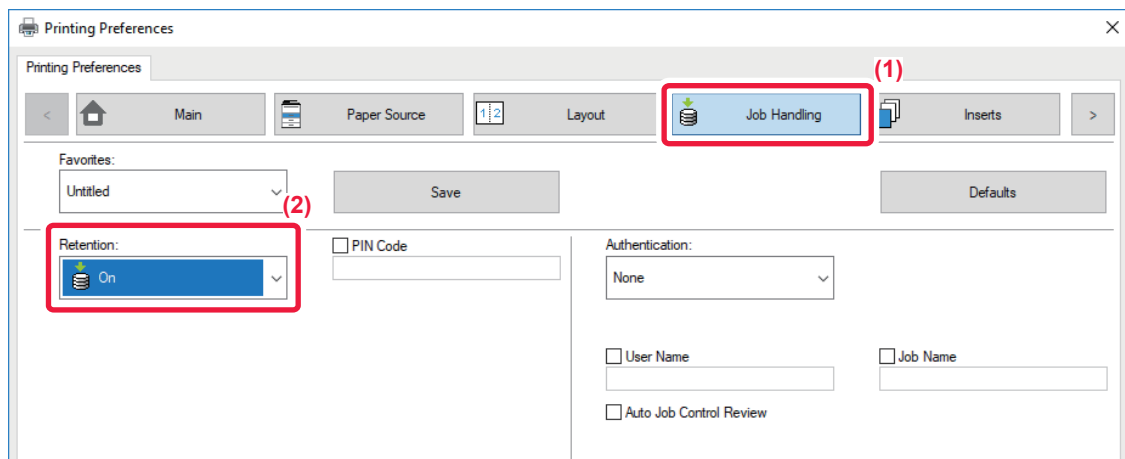 Printing Preferences
Printing Preferences
(1)
< Main Paper Source 1 2 Layout Job Handling Inserts >
Favorites:
Untitled Save Defaults
(2)
Retention: PIN Code Authentication:
On None
User Name Job Name
Auto Job Control Review